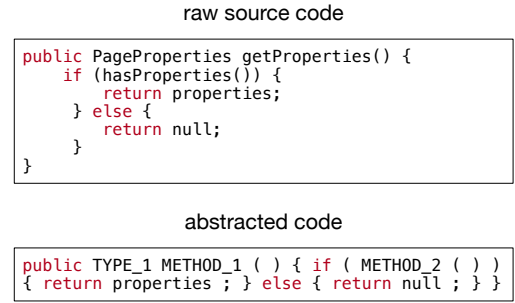 raw source code
public PageProperties getProperties() {
if (hasProperties()) {
return properties;
} else {
return null;
}
}
abstracted code
public TYPE_1 METHOD_1 ( ) { if ( METHOD_2 ( ) )
{ return properties ; } else { return null ; } }